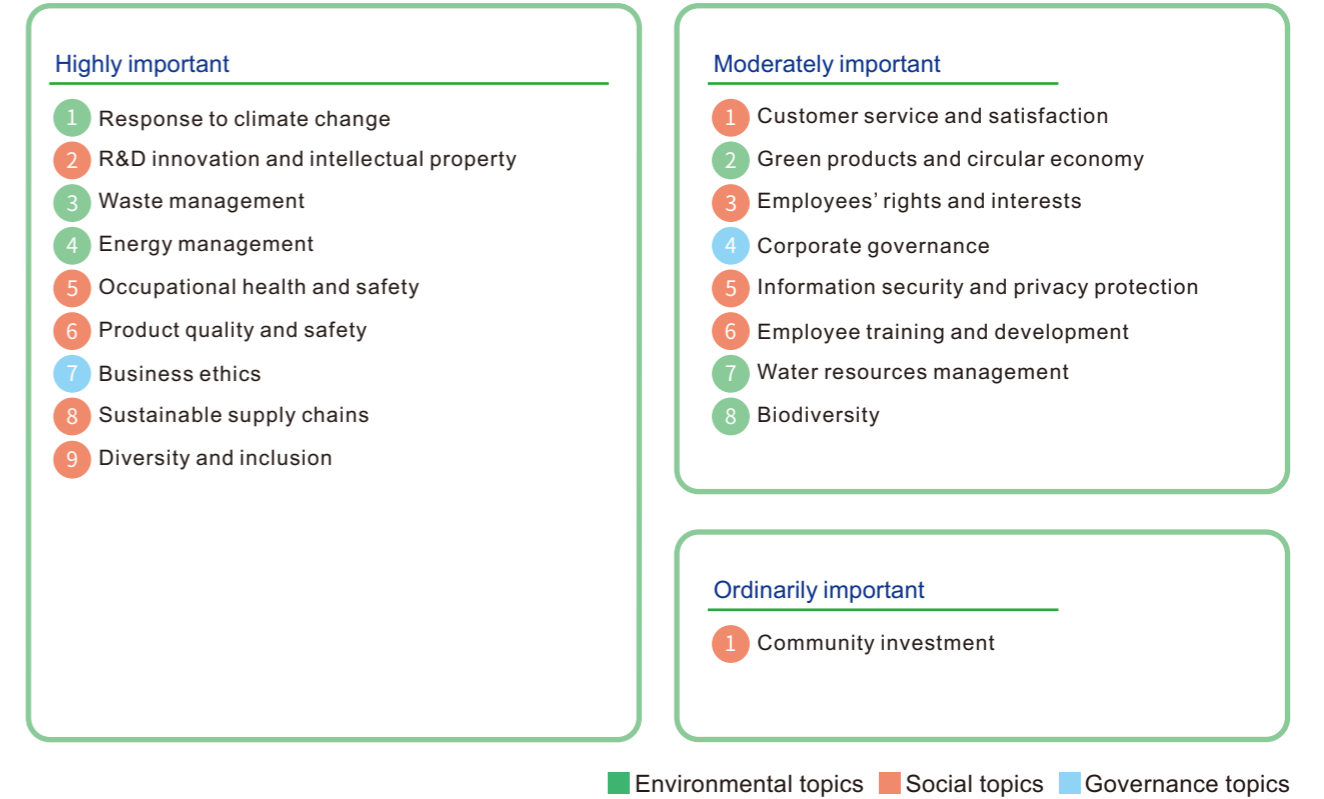 Highly important
1 Response to climate change
2 R&D innovation and intellectual property
3 Waste management
4 Energy management
5 Occupational health and safety
6 Product quality and safety
7 Business ethics
8 Sustainable supply chains
9 Diversity and inclusion
Moderately important
1 Customer service and satisfaction
2 Green products and circular economy
3 Employees’ rights and interests
4 Corporate governance
5 Information security and privacy protection
6 Employee training and development
7 Water resources management
8 Biodiversity
Ordinarily important
1 Community investment
Environmental topics Social topics Governance topics